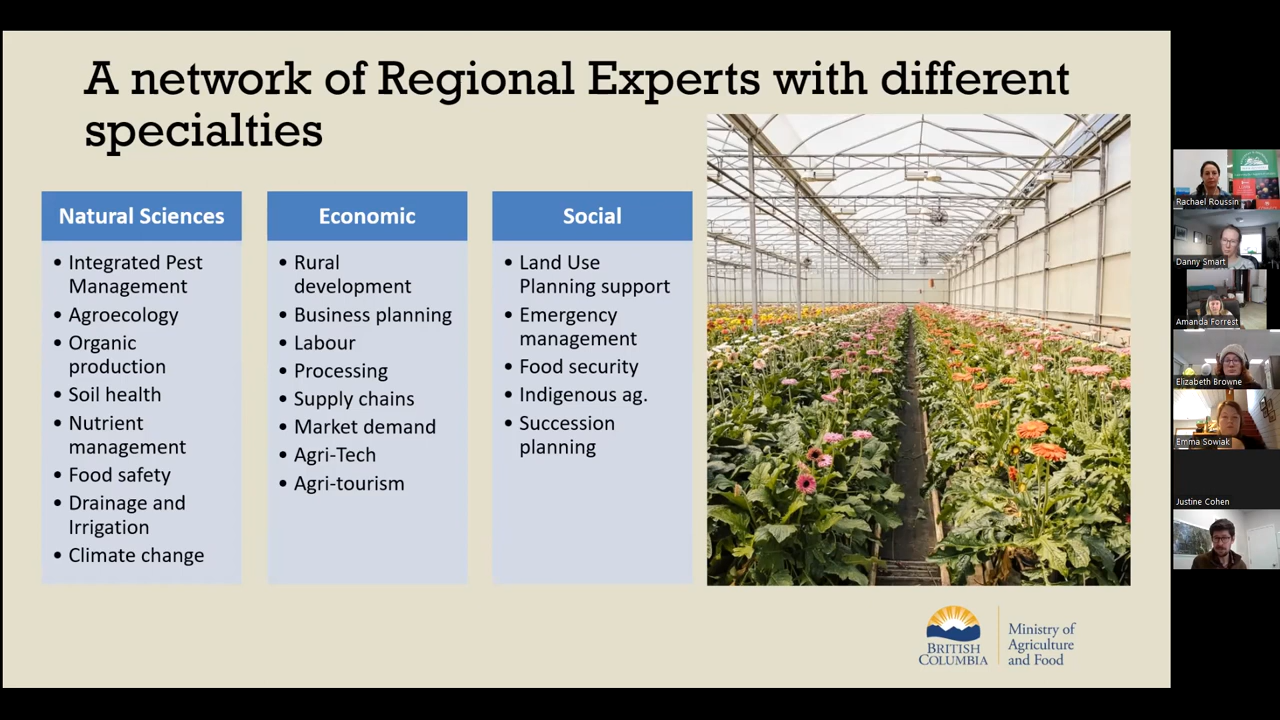 A network of Regional Experts with different
specialties
Natural Sciences
• Integrated Pest
Management
• Agroecology
• Organic
production
• Soil health
• Nutrient
management
• Food safety
• Drainage and
Irrigation
• Climate change
Economic
• Rural
development
• Business planning
• Labour
• Processing
• Supply chains
• Market demand
• Agri-Tech
• Agri-tourism
Social
• Land Use
Planning support
• Emergency
management
• Food security
• Indigenous ag.
• Succession
planning
BRITISH
COLUMBIA
Ministry of
Agriculture
and Food
Rachael Roussin
Danny Smart
Amanda Forrest
Elizabeth Browne
Emma Sowiak
Justine Cohen